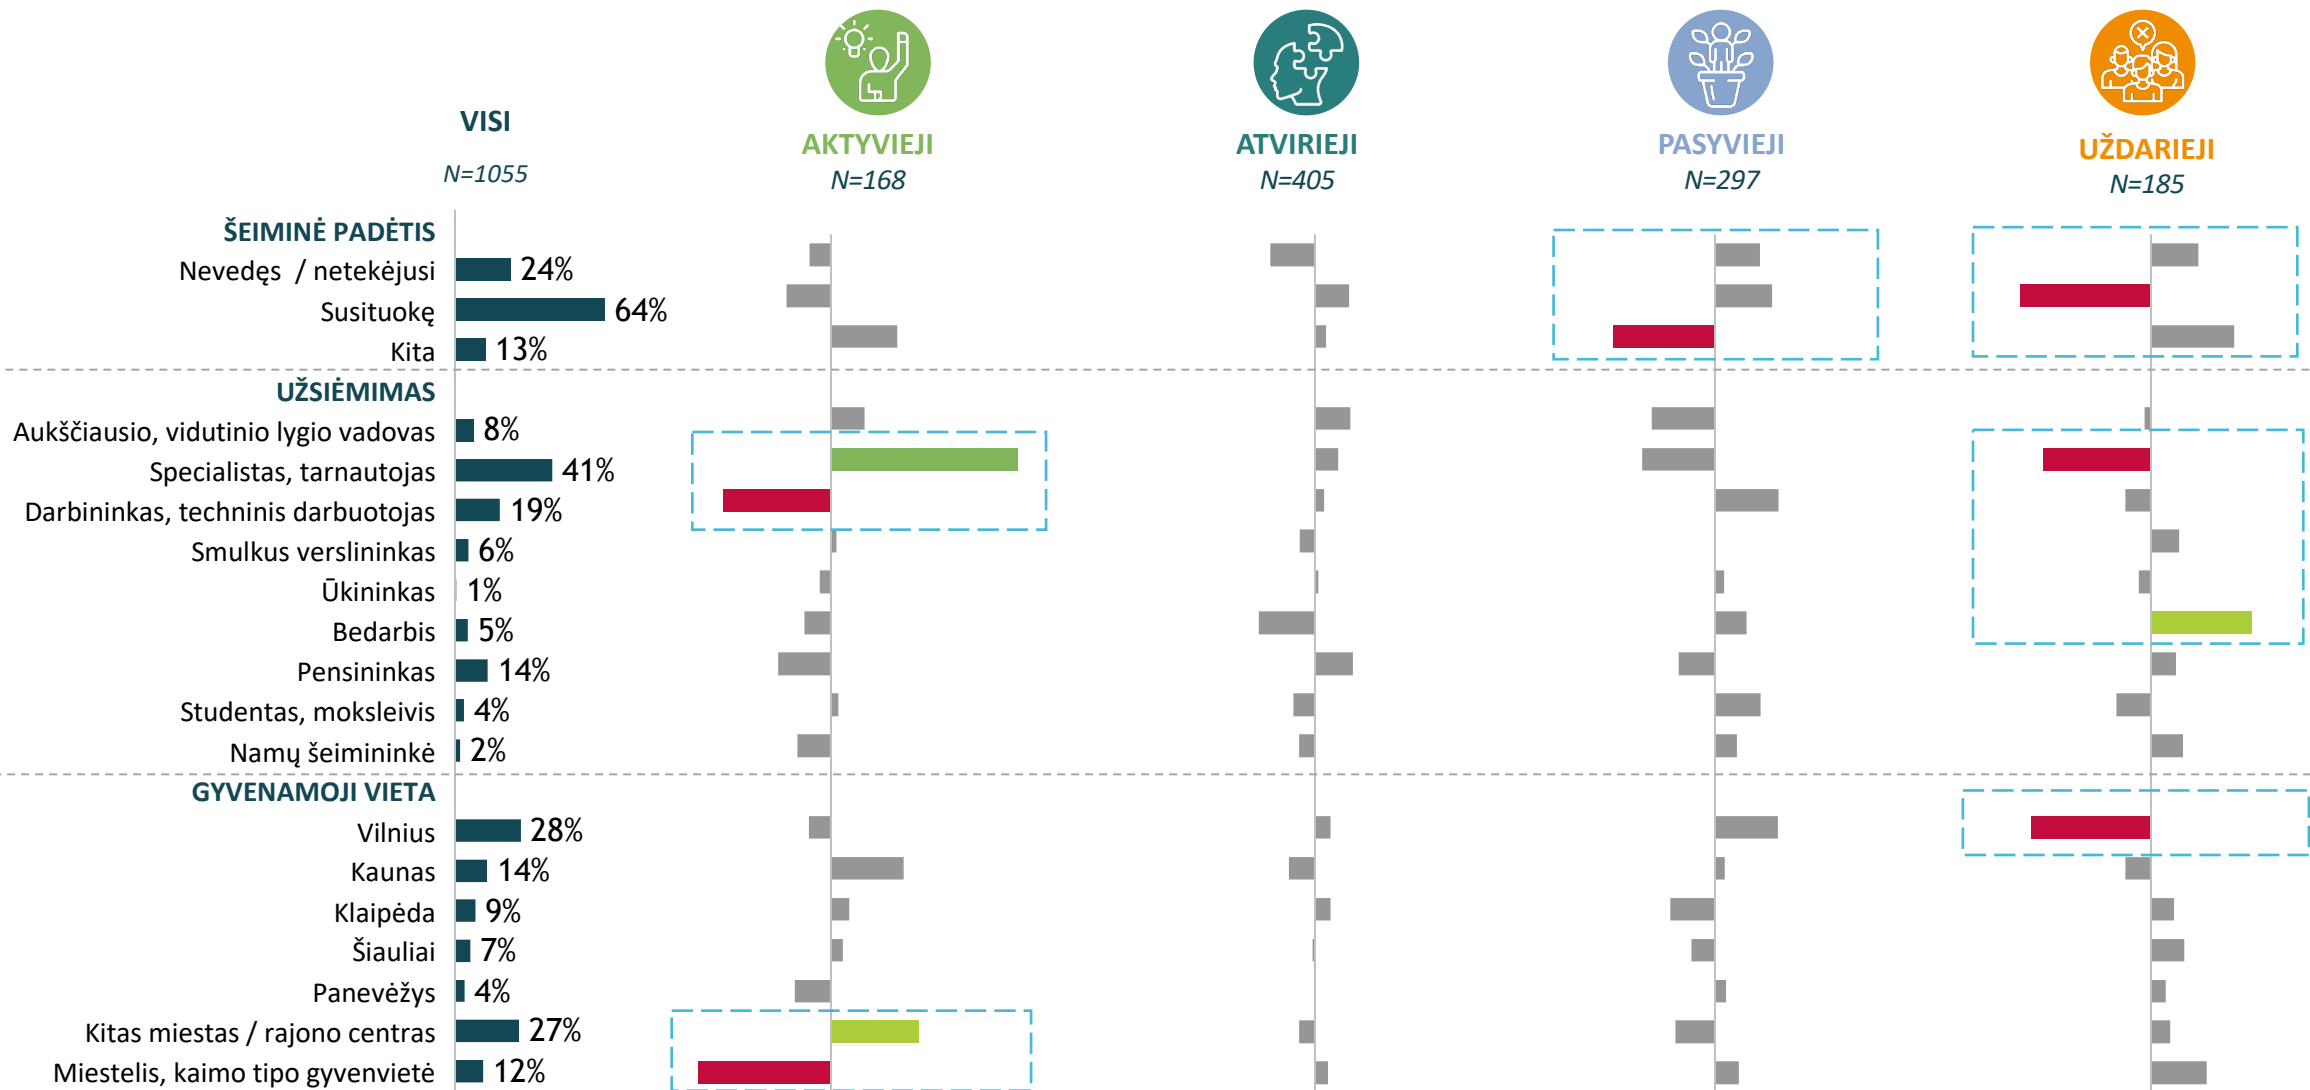 VISI
N=1055
AKTYVIEJI
N=168
ATVIRIEJI
N=405
PASYVIEJI
N=297
UŽDARIEJI
N=185
ŠEIMINĖ PADĖTIS
Nevedęs / netekėjusi 24%
Susituokę 64%
Kita 13%
UŽSIĖMIMAS
Aukščiausio, vidutinio lygio vadovas 8%
Specialistas, tarnautojas 41%
Darbininkas, techninis darbuotojas 19%
Smulkus verslininkas 6%
Ūkininkas 1%
Bedarbis 5%
Pensininkas 14%
Studentas, moksleivis 4%
Namų šeimininkė 2%
GYVENAMOJI VIETA
Vilnius 28%
Kaunas 14%
Klaipėda 9%
Šiauliai 7%
Panevėžys 4%
Kitas miestas / rajono centras 27%
Miestelis, kaimo tipo gyvenvietė 12%